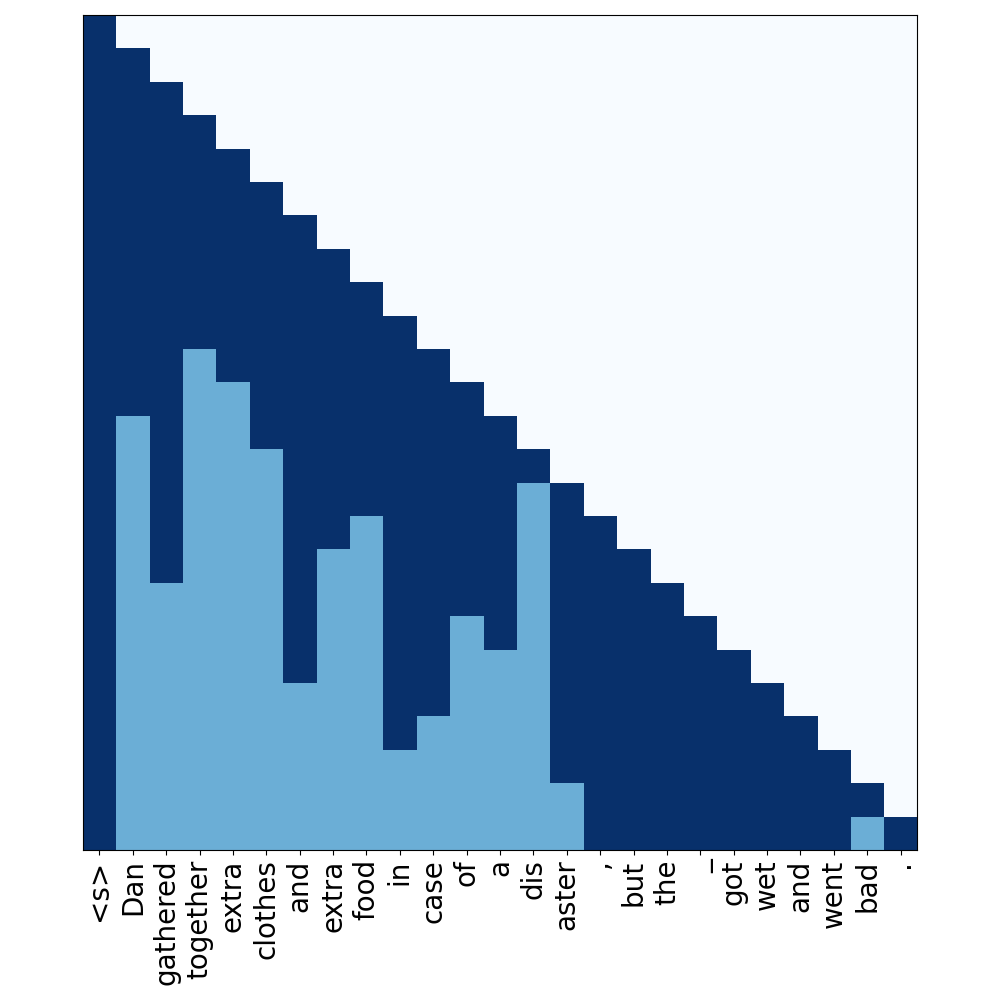 <s> Dan gathered together extra clothes and extra food in case of a dis aster , but the _ got wet and went bad .